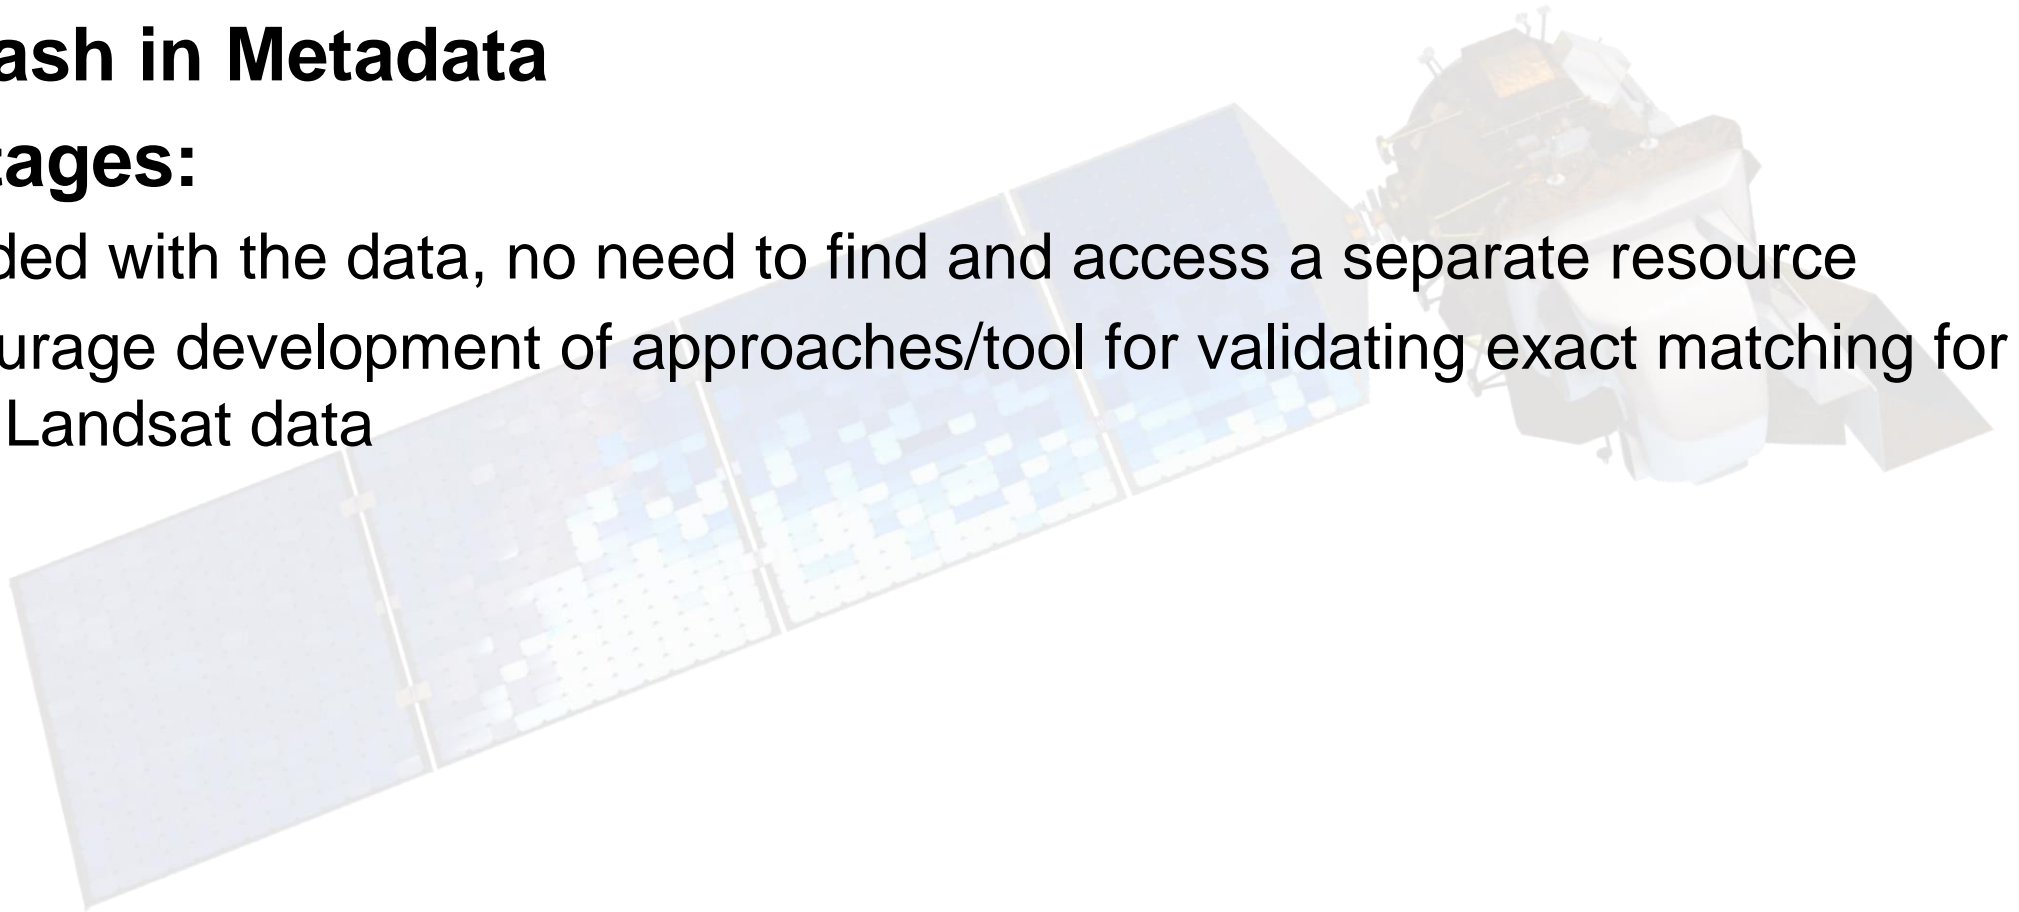 ash in Metadata
tages:
ded with the data, no need to find and access a separate resource
urage development of approaches/tool for validating exact matching for
Landsat data